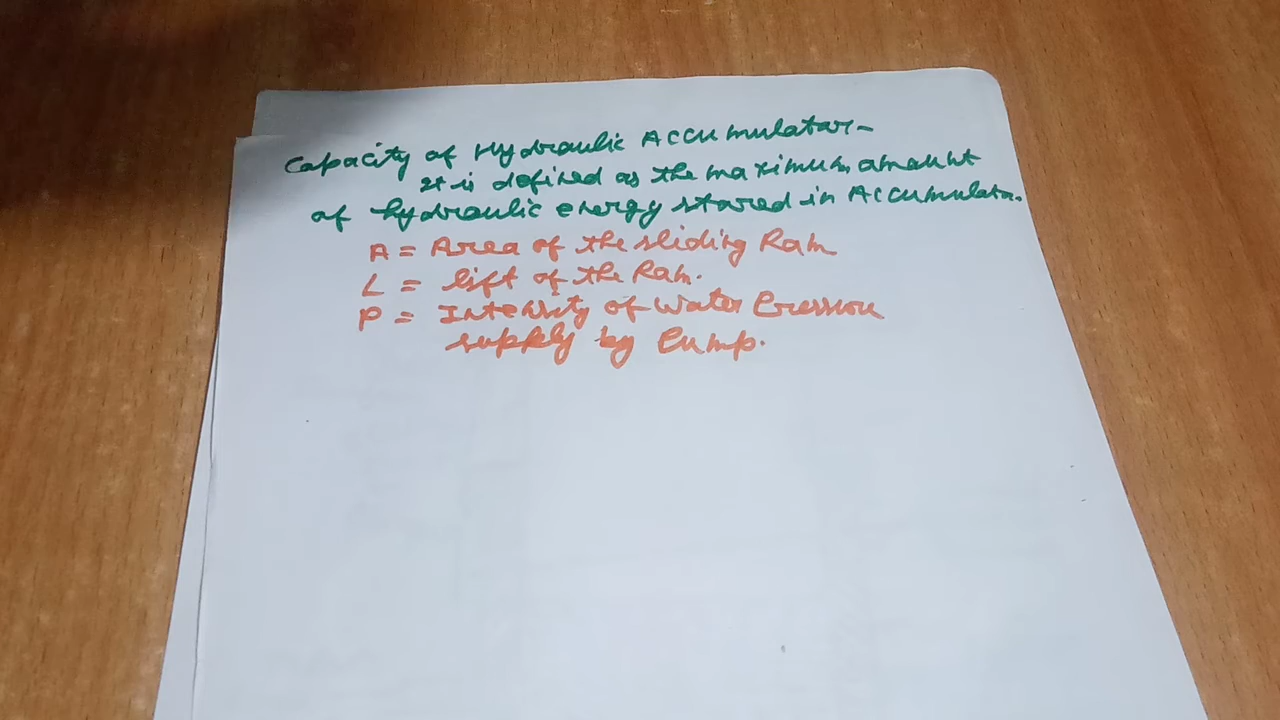 Capacity of Hydraulic Accumulator-
It is defined as the maximum amount
of hydraulic energy stored in Accumulator.
A = Area of the sliding Ram
L = lift of the Ram.
P = Intensity of Water Pressure
supply by Pump.